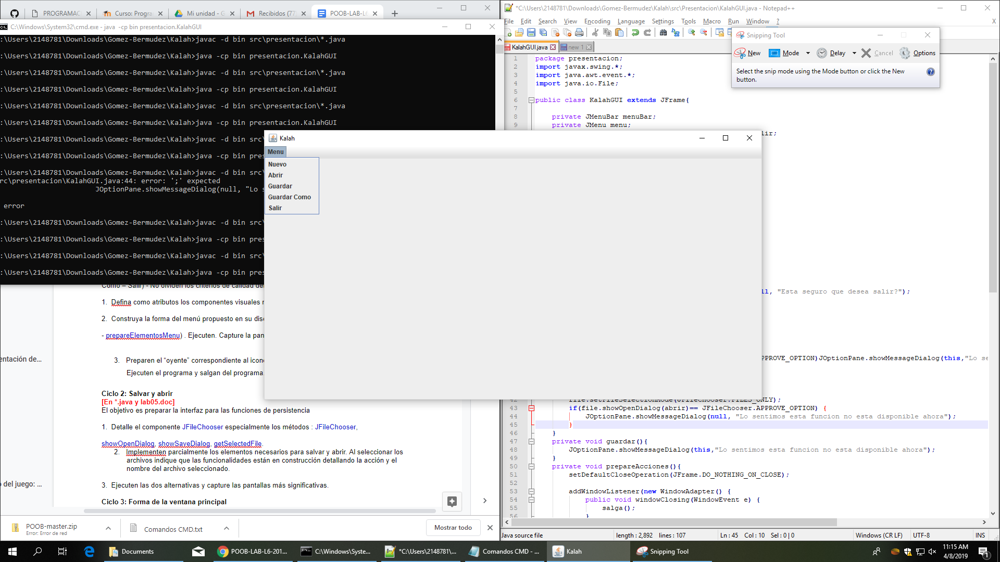 PROGRAMAC
Curso: Progra
Mi unidad - G
Recibidos (77
POOB-LAB-L6
C:\Windows\System32\cmd.exe - java -cp bin presentacion.KalahGUI
:\Users\2148781\Downloads\Gomez-Bermudez\Kalah>javac -d bin src\presentacion\*.java
:\Users\2148781\Downloads\Gomez-Bermudez\Kalah>java -cp bin presentacion.KalahGUI
:\Users\2148781\Downloads\Gomez-Bermudez\Kalah>javac -d bin src\presentacion\*.java
:\Users\2148781\Downloads\Gomez-Bermudez\Kalah>java -cp bin presentacion.KalahGUI
:\Users\2148781\Downloads\Gomez-Bermudez\Kalah>javac -d bin src\presentacion\*.java
:\Users\2148781\Downloads\Gomez-Bermudez\Kalah>java -cp bin presentacion.KalahGUI
:\Users\2148781\Downloads\Gomez-Bermudez\Kalah>javac -d bin src\
:\Users\2148781\Downloads\Gomez-Bermudez\Kalah>java -cp bin pres
:\Users\2148781\Downloads\Gomez-Bermudez\Kalah>javac -d bin src\
rc\presentacion\KalahGUI.java:44: error: ';' expected
JOptionPane.showMessageDialog(null, "Lo s
error
:\Users\2148781\Downloads\Gomez-Bermudez\Kalah>javac -d bin src\
:\Users\2148781\Downloads\Gomez-Bermudez\Kalah>java -cp bin pres
:\Users\2148781\Downloads\Gomez-Bermudez\Kalah>javac -d bin src\
:\Users\2148781\Downloads\Gomez-Bermudez\Kalah>java -cp bin pres
Kalah
Menu
Nuevo
Abrir
Guardar
Guardar Como
Salir
Como – Salir) - No olviden los criterios de calidad de
1. Defina como atributos los componentes visuales
2. Construya la forma del menú propuesto en su dis
- prepareElementosMenu) . Ejecuten. Capture la pan
3. Preparen el “oyente” correspondiente al icon
Ejecuten el programa y salgan del programa.
entación de...
Ciclo 2: Salvar y abrir
[En *.java y lab05.doc]
El objetivo es preparar la interfaz para las funciones de persistencia
1. Detalle el componente JFileChooser especialmente los métodos : JFileChooser,
showOpenDialog, showSaveDialog, getSelectedFile.
2. Implementen parcialmente los elementos necesarios para salvar y abrir. Al seleccionar los
archivos indique que las funcionalidades están en construcción detallando la acción y el
nombre del archivo seleccionado.
del juego: ...
3. Ejecuten las dos alternativas y capture las pantallas más significativas.
Ciclo 3: Forma de la ventana principal
POOB-master.zip
Error: Error de red
Comandos CMD.txt
Mostrar todo
*C:\Users\2148781\Downloads\Gomez-Bermudez\Kalah\src\Presentacion\KalahGUI.java - Notepad++
File Edit Search View Encoding Language Settings Tools Macro Run Window ?
X
KalahGUI.java
new 1
Snipping Tool
New
Mode
Delay
Cancel
Options
Select the snip mode using the Mode button or click the New
button.
1 package presentacion;
2 import javax.swing.*;
3 import java.awt.event.*;
4 import java.io.File;
5
6 public class KalahGUI extends JFrame{
7
8 private JMenuBar menuBar;
9 private JMenu menu;
lir;
ll, "Esta seguro que desea salir?");
PPROVE_OPTION)JOptionPane.showMessageDialog(this,"Lo se
42 file.setFileSelectionMode(JFileChooser.FILES_ONLY);
43 if(file.showOpenDialog(abrir)== JFileChooser.APPROVE_OPTION) {
44 JOptionPane.showMessageDialog(null, "Lo sentimos esta funcion no esta disponible ahora");
45 }
46 }
47 private void guardar(){
48 JOptionPane.showMessageDialog(this,"Lo sentimos esta funcion no esta disponible ahora");
49 }
50 private void prepareAcciones(){
51 setDefaultCloseOperation(JFrame.DO_NOTHING_ON_CLOSE);
52
53 addWindowListener(new WindowAdapter() {
54 public void windowClosing(WindowEvent e) {
55 salga();
56 }
Java source file
length : 2,892 lines : 107
Ln : 45 Col : 10 Sel : 0 | 0
Windows (CR LF)
UTF-8
INS
Documents
POOB-LAB-L6-201...
C:\Windows\Syste...
*C:\Users\2148781\...
Comandos CMD - ...
Kalah
Snipping Tool
11:15 AM
4/8/2019
1